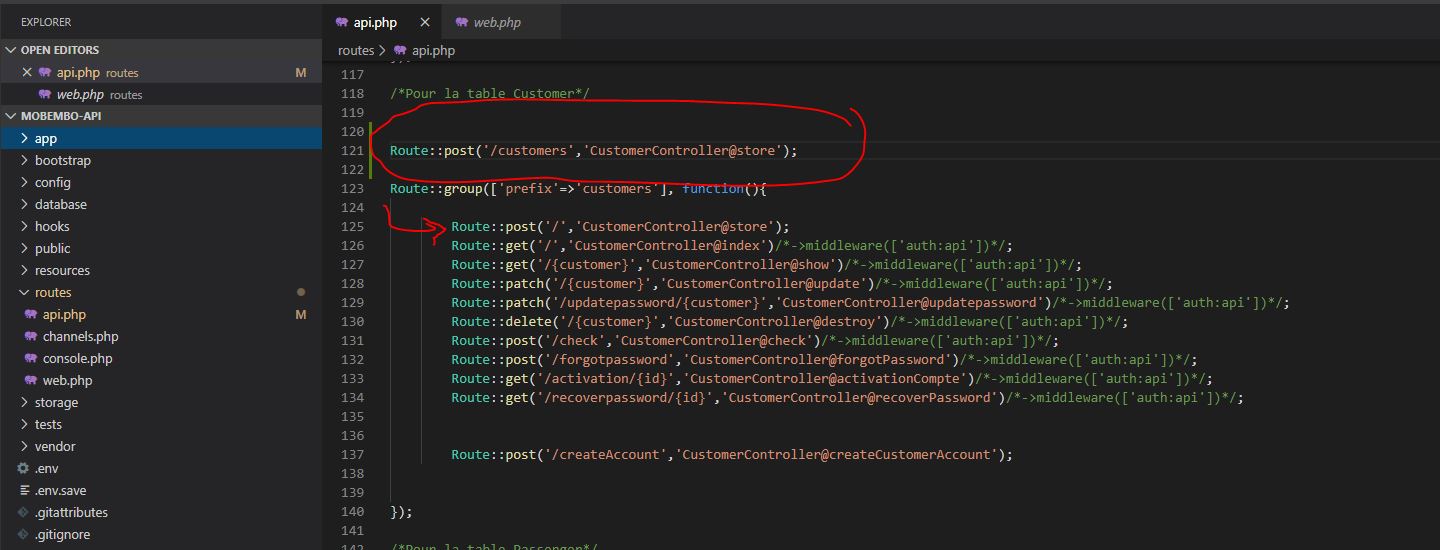 EXPLORER
OPEN EDITORS
api.php routes M
web.php routes
MOBEMBO-API
app
bootstrap
config
database
hooks
public
resources
routes
api.php M
channels.php
console.php
web.php
storage
tests
vendor
.env
.env.save
.gitattributes
.gitignore
api.php web.php
routes > api.php
117
118 /*Pour la table Customer*/
119
120
121 Route::post('/customers','CustomerController@store');
122
123 Route::group(['prefix'=>'customers'], function(){
124
125 Route::post('/','CustomerController@store');
126 Route::get('/','CustomerController@index')/*->middleware(['auth:api'])*/;
127 Route::get('/{customer}','CustomerController@show')/*->middleware(['auth:api'])*/;
128 Route::patch('/{customer}','CustomerController@update')/*->middleware(['auth:api'])*/;
129 Route::patch('/updatepassword/{customer}','CustomerController@updatepassword')/*->middleware(['auth:api'])*/;
130 Route::delete('/{customer}','CustomerController@destroy')/*->middleware(['auth:api'])*/;
131 Route::post('/check','CustomerController@check')/*->middleware(['auth:api'])*/;
132 Route::post('/forgotpassword','CustomerController@forgotPassword')/*->middleware(['auth:api'])*/;
133 Route::get('/activation/{id}','CustomerController@activationCompte')/*->middleware(['auth:api'])*/;
134 Route::get('/recoverpassword/{id}','CustomerController@recoverPassword')/*->middleware(['auth:api'])*/;
135
136
137 Route::post('/createAccount','CustomerController@createCustomerAccount');
138
139
140 });
141
142 /*Pour la table Passenger*/